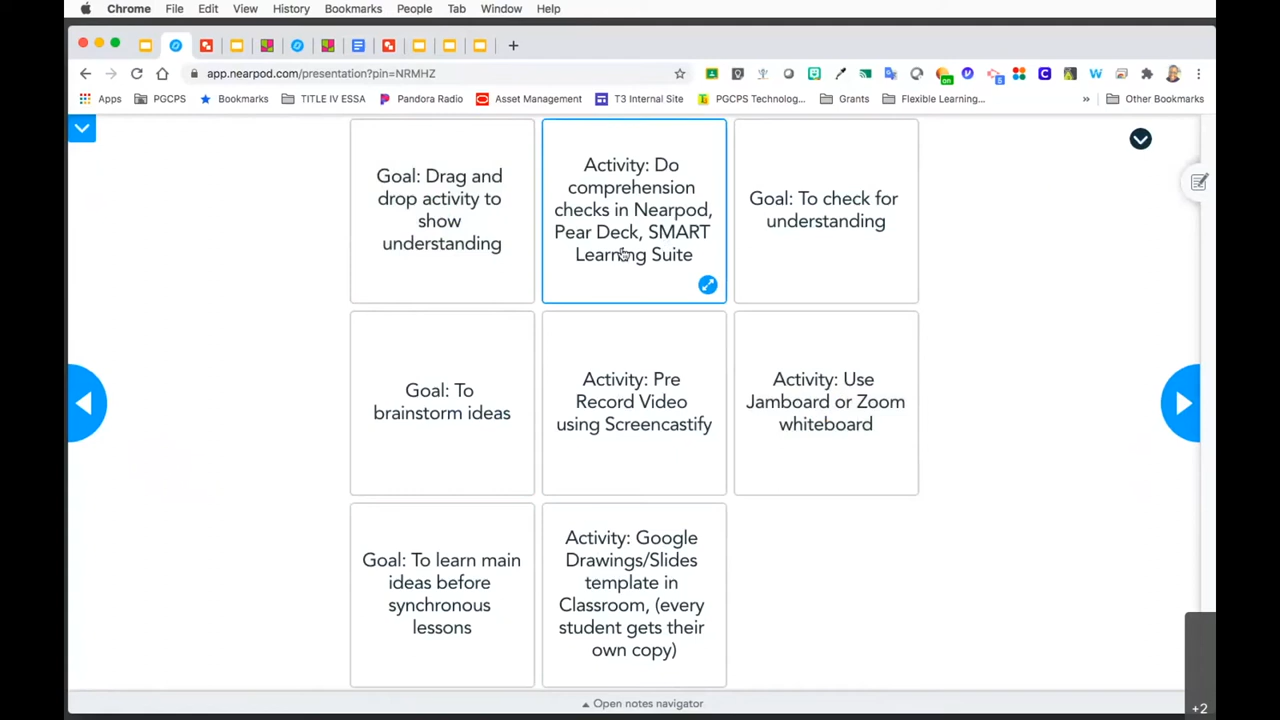 Chrome File Edit View History Bookmarks People Tab Window Help
app.nearpod.com/presentation?pin=NRMHZ
on
5
Apps PGCPS Bookmarks TITLE IV ESSA Pandora Radio Asset Management T3 Internal Site PGCPS Technolog... Grants Flexible Learning... » Other Bookmarks
Goal: Drag and
drop activity to
show
understanding
Activity: Do
comprehension
checks in Nearpod,
Pear Deck, SMART
Learning Suite
Goal: To check for
understanding
Goal: To
brainstorm ideas
Activity: Pre
Record Video
using Screencastify
Activity: Use
Jamboard or Zoom
whiteboard
Goal: To learn main
ideas before
synchronous
lessons
Activity: Google
Drawings/Slides
template in
Classroom, (every
student gets their
own copy)
Open notes navigator
+2